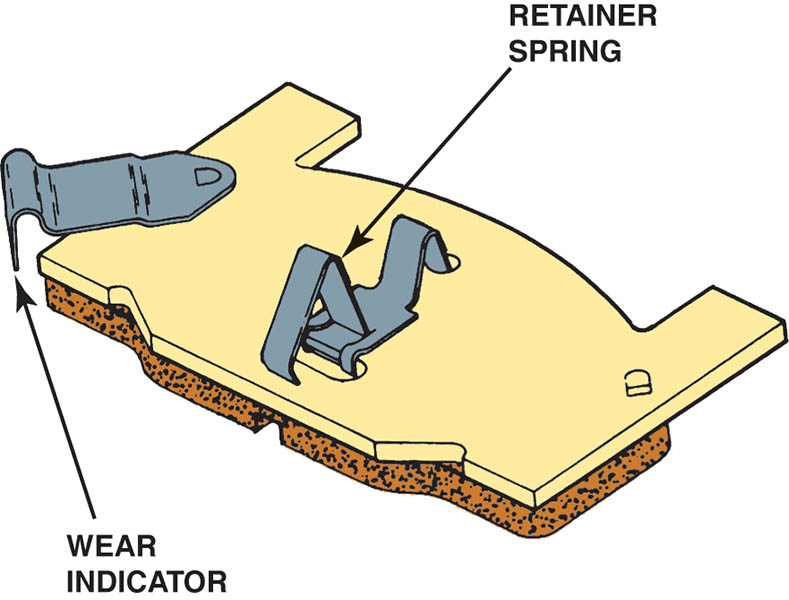 RETAINER
SPRING
WEAR
INDICATOR